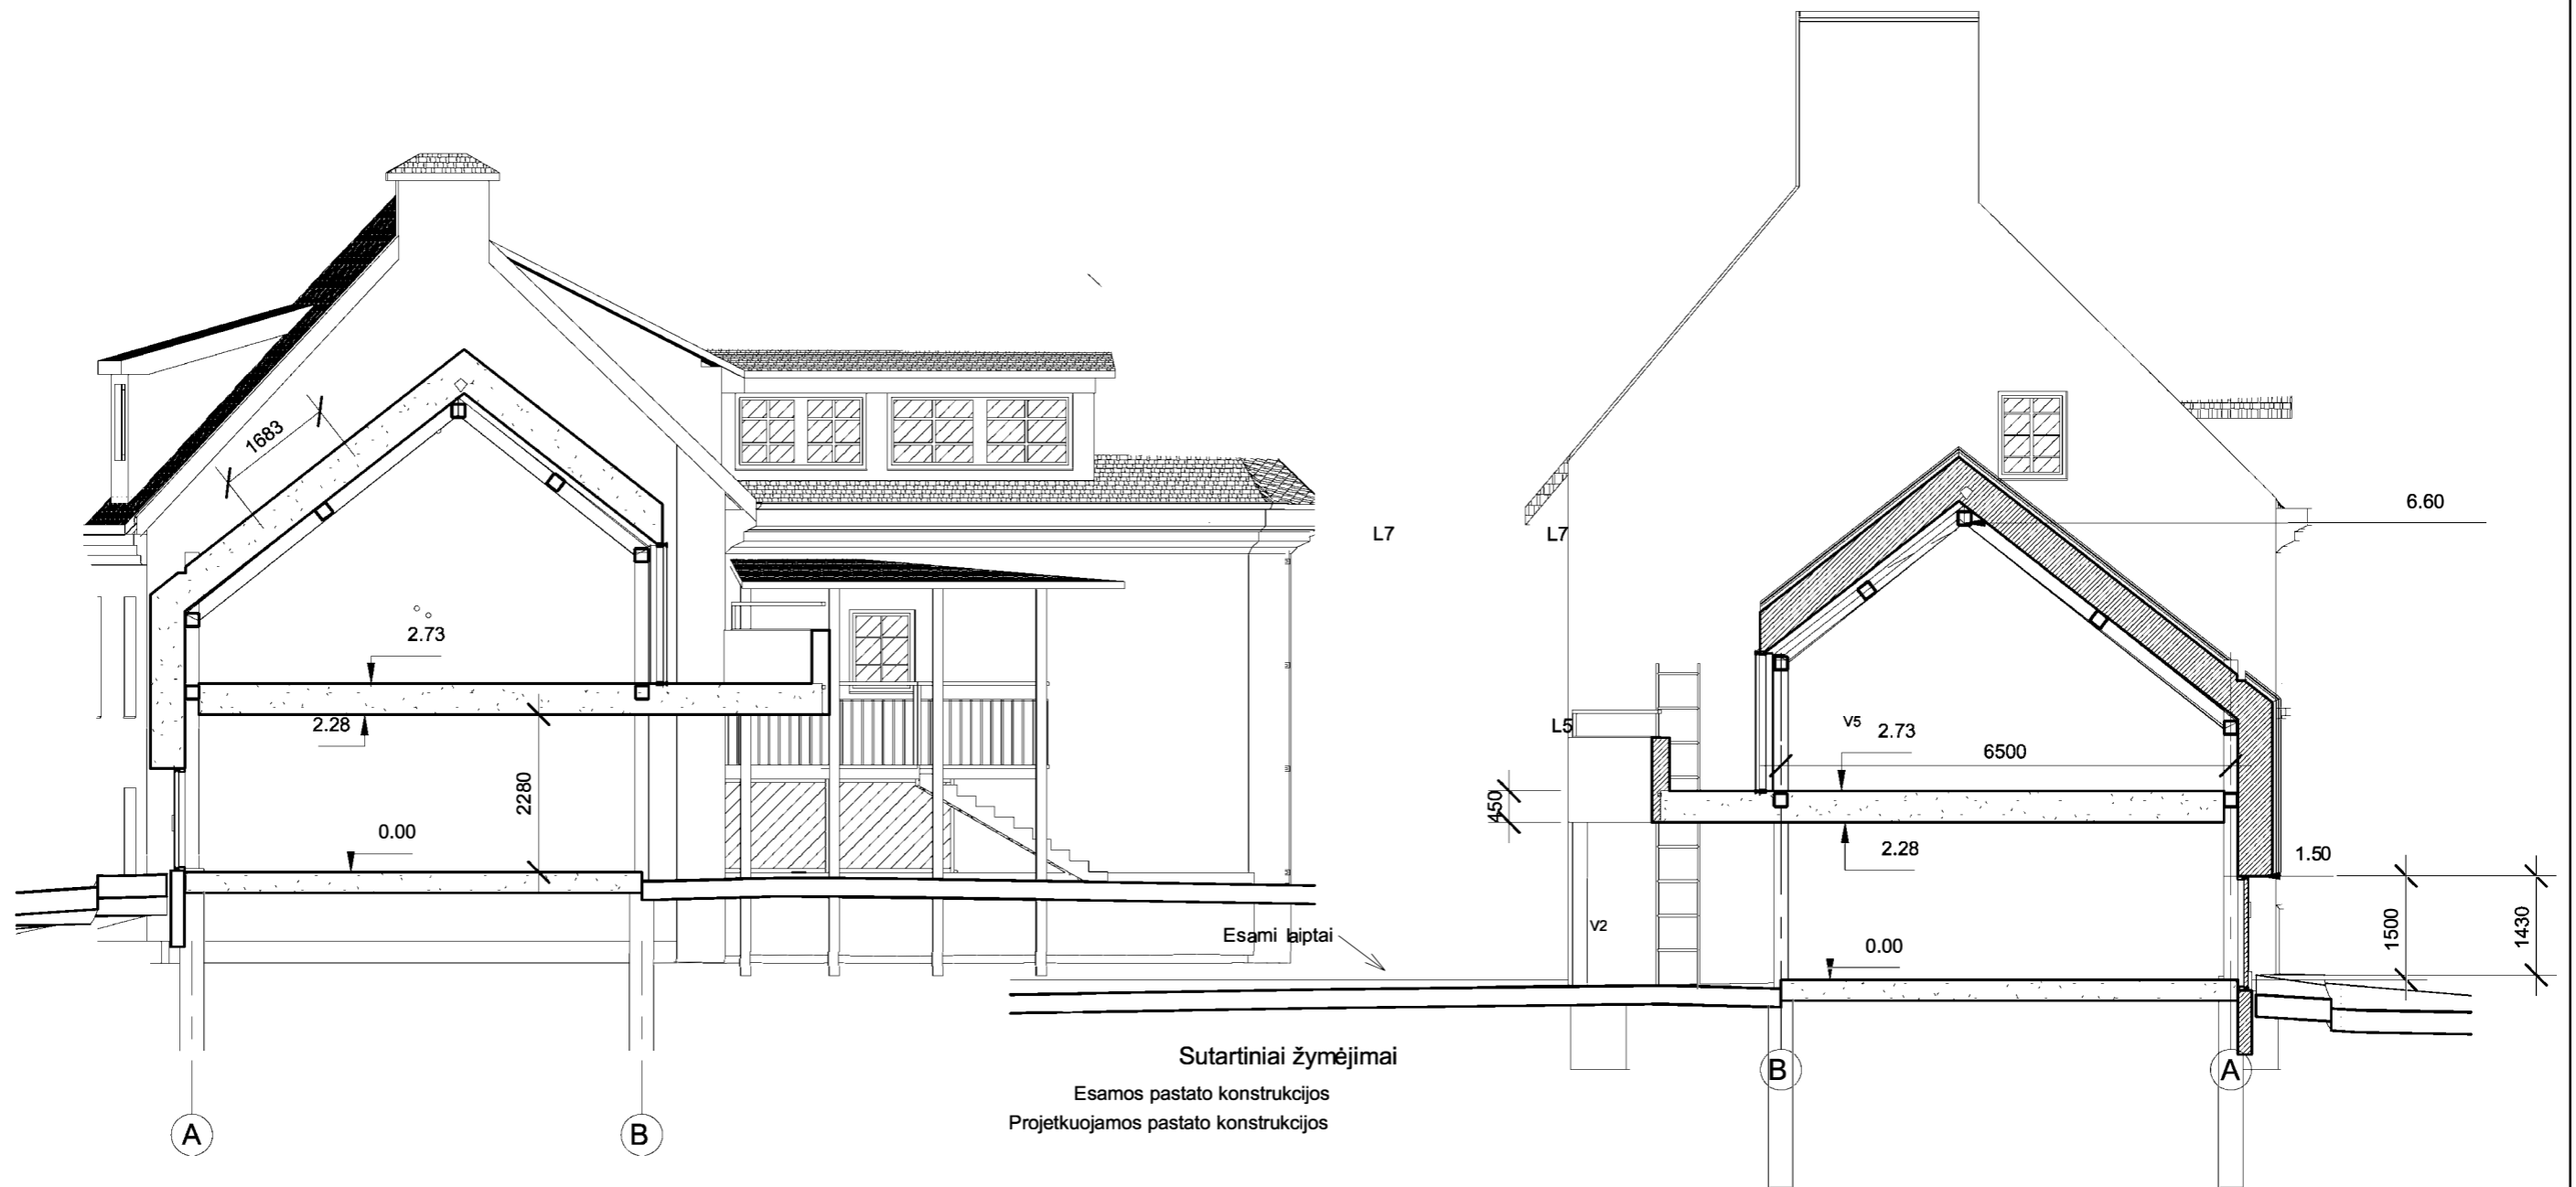 1683
2.73
2.28
2280
0.00
A
B
L7
L7
6.60
L5
V5
2.73
6500
450
2.28
1.50
1500
1430
V2
0.00
Esami laiptai
B
A
Sutartiniai žymėjimai
Esamos pastato konstrukcijos
Projetkuojamos pastato konstrukcijos